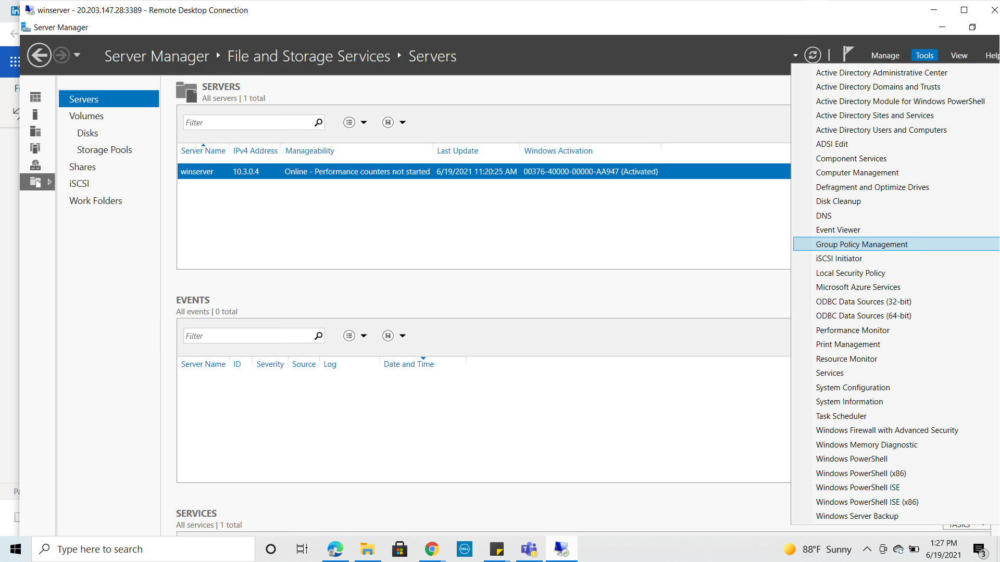 winserver - 20.203.147.28:3389 - Remote Desktop Connection
Server Manager
Server Manager ‣ File and Storage Services ‣ Servers
Manage Tools View Help
Servers
Volumes
Disks
Storage Pools
Shares
iSCSI
Work Folders
SERVERS
All servers | 1 total
Filter
Server Name IPv4 Address Manageability Last Update Windows Activation
winserver 10.3.0.4 Online - Performance counters not started 6/19/2021 11:20:25 AM 00376-40000-00000-AA947 (Activated)
EVENTS
All events | 0 total
Filter
Server Name ID Severity Source Log Date and Time
SERVICES
All services | 1 total
Active Directory Administrative Center
Active Directory Domains and Trusts
Active Directory Module for Windows PowerShell
Active Directory Sites and Services
Active Directory Users and Computers
ADSI Edit
Component Services
Computer Management
Defragment and Optimize Drives
Disk Cleanup
DNS
Event Viewer
Group Policy Management
iSCSI Initiator
Local Security Policy
Microsoft Azure Services
ODBC Data Sources (32-bit)
ODBC Data Sources (64-bit)
Performance Monitor
Print Management
Resource Monitor
Services
System Configuration
System Information
Task Scheduler
Windows Firewall with Advanced Security
Windows Memory Diagnostic
Windows PowerShell
Windows PowerShell (x86)
Windows PowerShell ISE
Windows PowerShell ISE (x86)
Windows Server Backup
TASKS
Type here to search
DELL
88°F Sunny
1:27 PM
6/19/2021
3